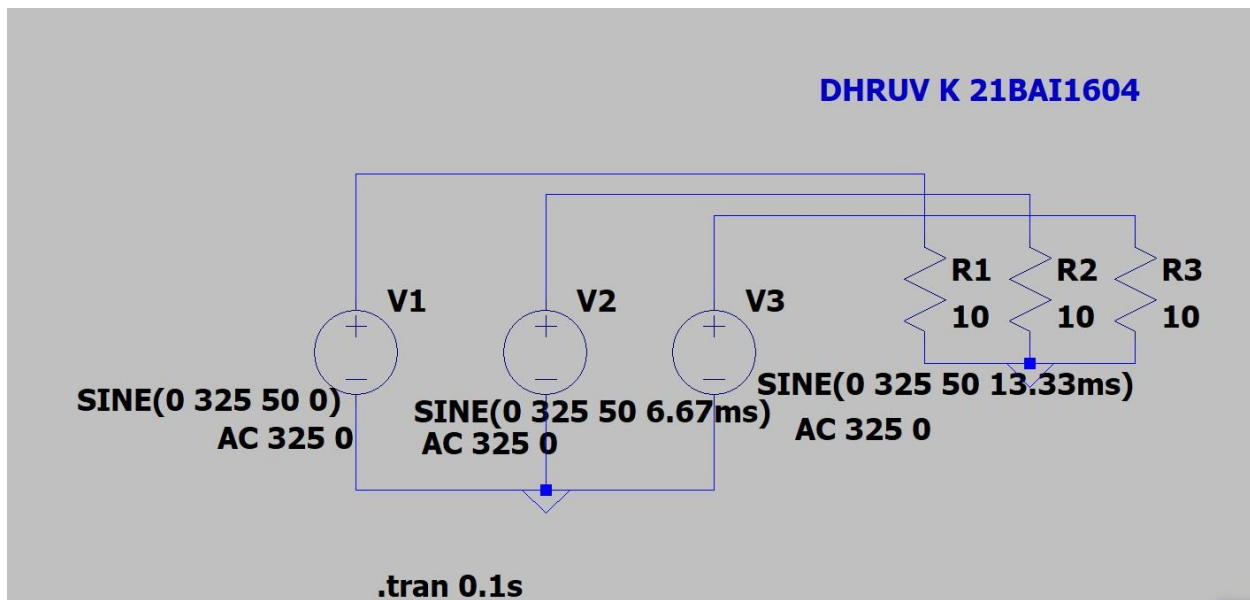 DHRUV K 21BAI1604
V1
V2
V3
R1
R2
R3
10
10
10
SINE(0 325 50 0)
AC 325 0
SINE(0 325 50 6.67ms)
AC 325 0
SINE(0 325 50 13.33ms)
AC 325 0
.tran 0.1s